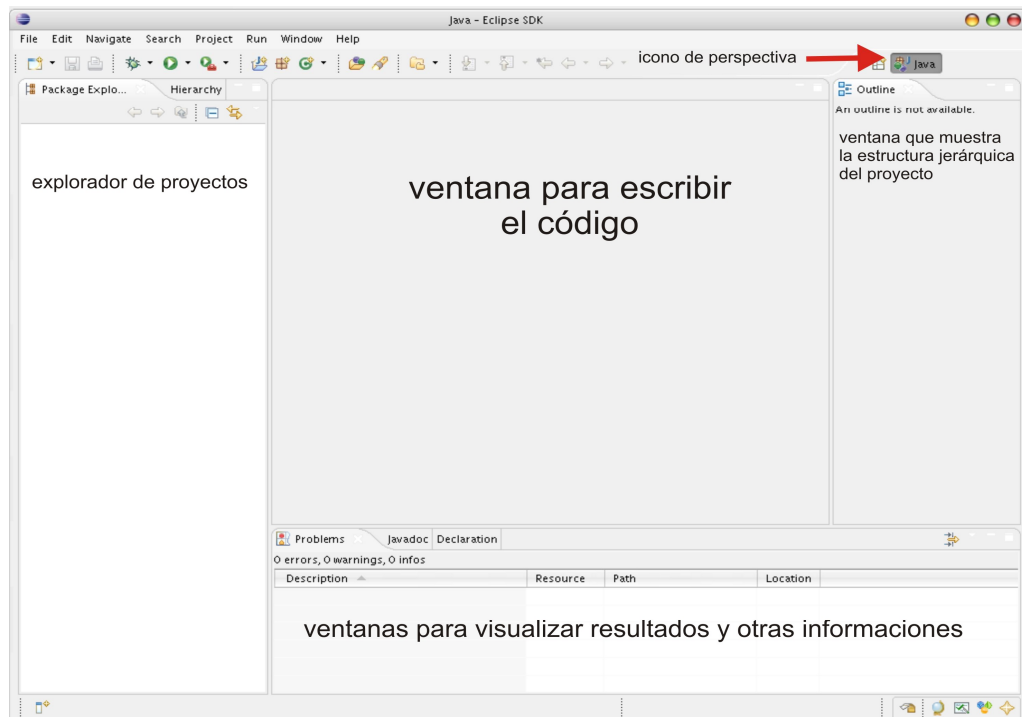 Java - Eclipse SDK
File Edit Navigate Search Project Run Window Help
icono de perspectiva
Java
Package Explo... Hierarchy
Outline
An outline is not available.
ventana que muestra
la estructura jerárquica
del proyecto
explorador de proyectos
ventana para escribir
el código
Problems Javadoc Declaration
0 errors, 0 warnings, 0 infos
Description Resource Path Location
ventanas para visualizar resultados y otras informaciones